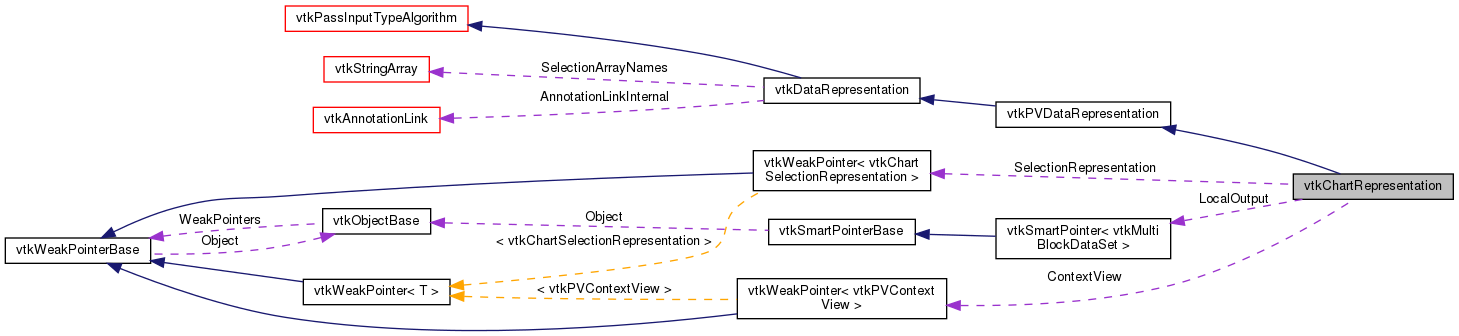 vtkPassInputTypeAlgorithm
vtkStringArray
SelectionArrayNames
vtkDataRepresentation
AnnotationLinkInternal
vtkAnnotationLink
vtkPVDataRepresentation
vtkWeakPointer< vtkChart
SelectionRepresentation >
SelectionRepresentation
vtkChartRepresentation
LocalOutput
WeakPointers
vtkObjectBase
Object
vtkSmartPointerBase
vtkSmartPointer< vtkMulti
BlockDataSet >
vtkWeakPointerBase
Object
< vtkChartSelectionRepresentation >
ContextView
vtkWeakPointer< T >
< vtkPVContextView >
vtkWeakPointer< vtkPVContext
View >